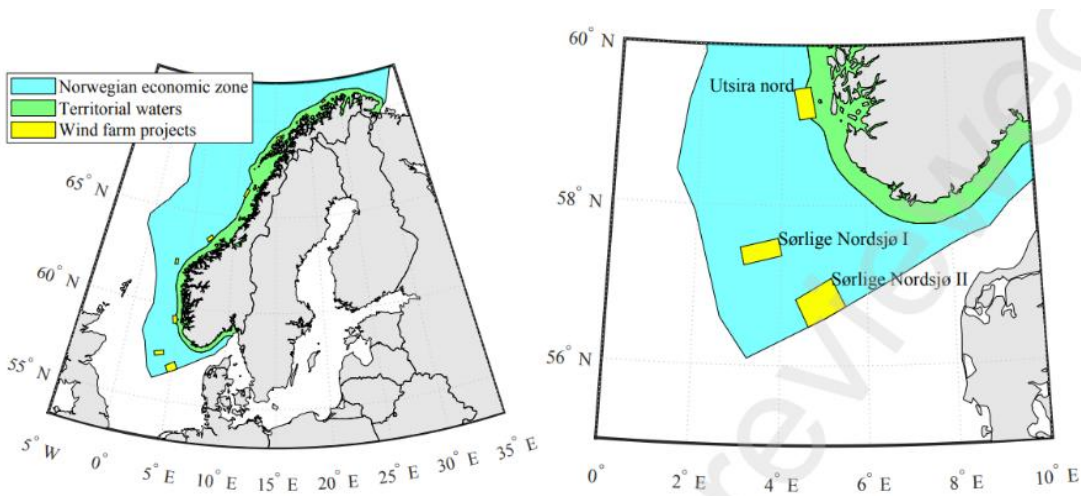 Norwegian economic zone
Territorial waters
Wind farm projects
65° N
60° N
55° N
5° W
0°
5° E
10° E
15° E
20° E
25° E
30° E
35° E
60° N
58° N
56° N
Utsira nord
Sørlige Nordsjø I
Sørlige Nordsjø II
0°
2° E
4° E
6° E
8° E
10° E
reviewed